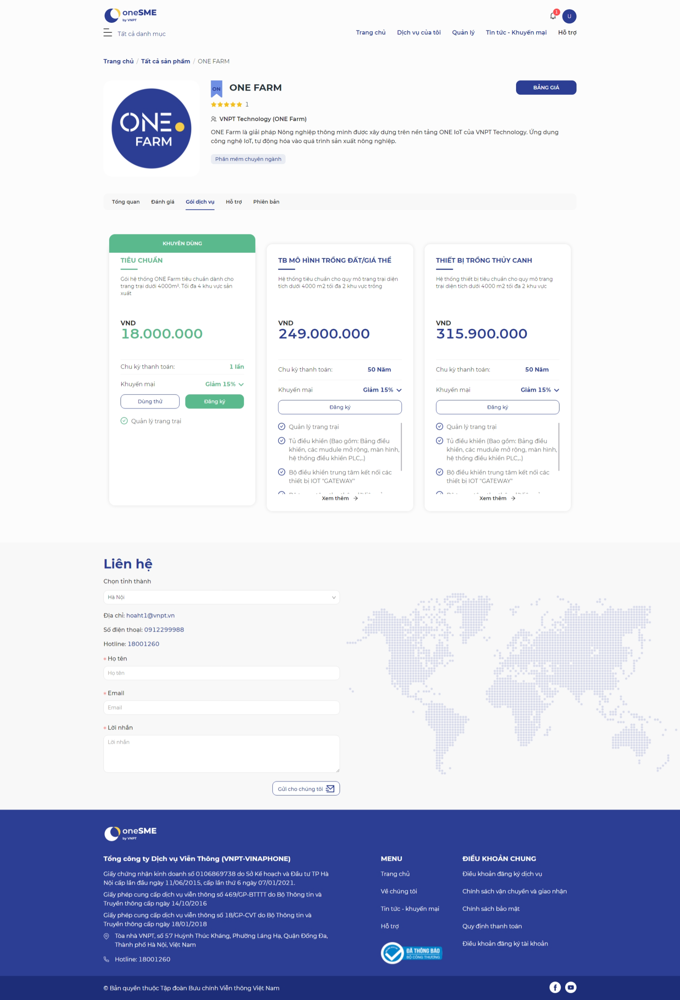 oneSME
by VNPT
1
U
Tất cả danh mục
Trang chủ
Dịch vụ của tôi
Quản lý
Tin tức - Khuyến mại
Hỗ trợ
Trang chủ / Tất cả sản phẩm / ONE FARM
ONE
FARM
ON
ONE FARM
BẢNG GIÁ
1
VNPT Technology (ONE Farm)
ONE Farm là giải pháp Nông nghiệp thông minh được xây dựng trên nền tảng ONE IoT của VNPT Technology. Ứng dụng
công nghệ IoT, tự động hóa vào quá trình sản xuất nông nghiệp.
Phần mềm chuyên ngành
Tổng quan
Đánh giá
Gói dịch vụ
Hỗ trợ
Phiên bản
KHUYÊN DÙNG
TIÊU CHUẨN
Gói hệ thống ONE Farm tiêu chuẩn dành cho
trang trại dưới 4000m². Tối đa 4 khu vực sản
xuất
VND
18.000.000
Chu kỳ thanh toán: 1 lần
Khuyến mại Giảm 15%
Dùng thử
Đăng ký
Quản lý trang trại
TB MÔ HÌNH TRỒNG ĐẤT/GIÁ THỂ
Hệ thống tiêu chuẩn cho quy mô trang trại diện
tích dưới 4000 m2 tối đa 2 khu vực trồng
VND
249.000.000
Chu kỳ thanh toán: 50 Năm
Khuyến mại Giảm 15%
Đăng ký
Quản lý trang trại
Tủ điều khiển (Bao gồm: Bảng điều
khiển, các mudule mở rộng, màn hình,
hệ thống điều khiển PLC,..)
Bộ điều khiển trung tâm kết nối các
thiết bị IOT "GATEWAY"
Xem thêm
THIẾT BỊ TRỒNG THỦY CANH
Hệ thống thiết bị tiêu chuẩn cho quy mô trang
trại diện tích dưới 4000 m2 tối đa 2 khu vực
VND
315.900.000
Chu kỳ thanh toán: 50 Năm
Khuyến mại Giảm 15%
Đăng ký
Quản lý trang trại
Tủ điều khiển (Bao gồm: Bảng điều
khiển, các mudule mở rộng, màn hình,
hệ thống điều khiển PLC,..)
Bộ điều khiển trung tâm kết nối các
thiết bị IOT "GATEWAY"
Xem thêm
Liên hệ
Chọn tỉnh thành
Hà Nội
Địa chỉ: hoaht1@vnpt.vn
Số điện thoại: 0912299988
Hotline: 18001260
* Họ tên
Họ tên
* Email
Email
* Lời nhắn
Lời nhắn
Gửi cho chúng tôi
oneSME
by VNPT
Tổng công ty Dịch vụ Viễn Thông (VNPT-VINAPHONE)
Giấy chứng nhận kinh doanh số 0106869738 do Sở Kế hoạch và Đầu tư TP Hà
Nội cấp lần đầu ngày 11/06/2015, cấp lần thứ 6 ngày 07/01/2021.
Giấy phép cung cấp dịch vụ viễn thông số 469/GP-BTTTT do Bộ Thông tin và
Truyền thông cấp ngày 14/10/2016
Giấy phép cung cấp dịch vụ viễn thông số 18/GP-CVT do Bộ Thông tin và
Truyền thông cấp ngày 18/01/2018
Tòa nhà VNPT, số 57 Huỳnh Thúc Kháng, Phường Láng Hạ, Quận Đống Đa,
Thành phố Hà Nội, Việt Nam
Hotline: 18001260
MENU
Trang chủ
Về chúng tôi
Tin tức - khuyến mại
Hỗ trợ
ĐÃ THÔNG BÁO
BỘ CÔNG THƯƠNG
ĐIỀU KHOẢN CHUNG
Điều khoản đăng ký dịch vụ
Chính sách vận chuyển và giao nhận
Chính sách bảo mật
Quy định thanh toán
Điều khoản đăng ký tài khoản
© Bản quyền thuộc Tập đoàn Bưu chính Viễn thông Việt Nam